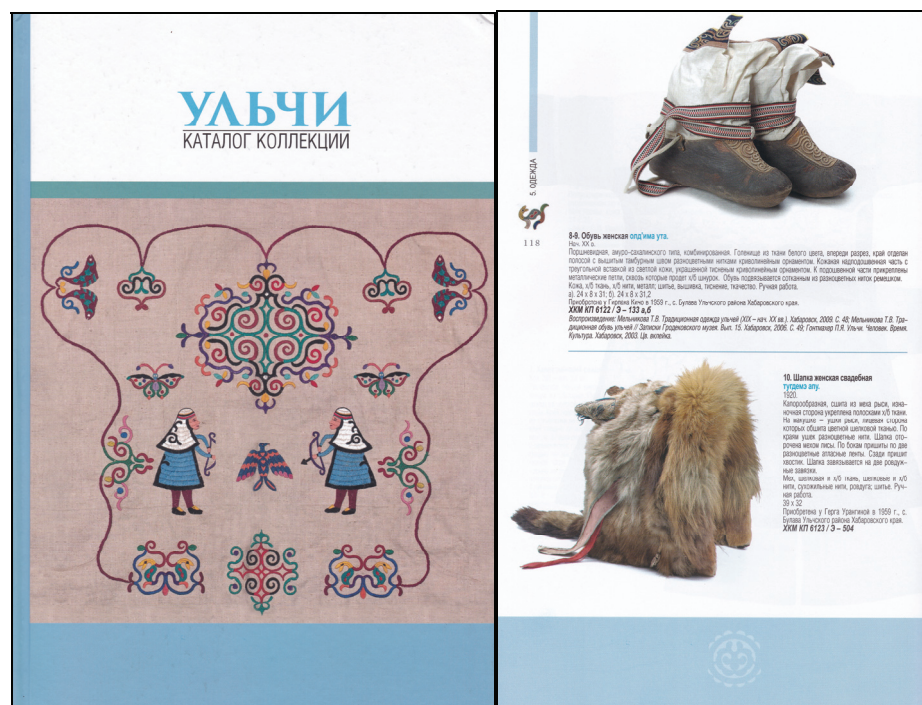 УЛЬЧИ
КАТАЛОГ КОЛЛЕКЦИИ
5. ОДЕЖДА
118
8-9. Обувь женская олд'има ута.
Нач. XX в.
Поршневидная, амуро-сахалинского типа, комбинированная. Голенище из ткани белого цвета, впереди разрез, край отделан
полосой с вышитым тамбурным швом разноцветными нитками криволинейным орнаментом. Кожаная надподошвенная часть с
треугольной вставкой из светлой кожи, украшенной тисненым криволинейным орнаментом. К подошвенной части прикреплены
металлические петли, сквозь которые продет х/б шнурок. Обувь подвязывается сотканным из разноцветных ниток ремешком.
Кожа, х/б ткань, х/б нити, металл; шитье, вышивка, тиснение, ткачество. Ручная работа.
а). 24 х 8 х 31; б). 24 х 8 х 31,2
Приобретено у Гирпена Кичо в 1959 г., с. Булава Ульчского района Хабаровского края.
ХКМ КП 6122 / Э – 133 а,б
Воспроизведение: Мельникова Т.В. Традиционная одежда ульчей (XIX – нач. XX вв.). Хабаровск, 2009. С. 48; Мельникова Т.В. Тра-
диционная обувь ульчей // Записки Гродековского музея. Вып. 15. Хабаровск, 2006. С. 49; Гонтмахер П.Я. Ульчи. Человек. Время.
Культура. Хабаровск, 2003. Цв. вклейка.
10. Шапка женская свадебная
тугдемэ апу.
1920.
Капорообразная, сшита из меха рыси, изна-
ночная сторона укреплена полосками х/б ткани.
На макушке – ушки рыси, лицевая сторона
которых обшита цветной шелковой тканью. По
краям ушек разноцветные нити. Шапка ото-
рочена мехом лисы. По бокам пришиты по две
разноцветные атласные ленты. Сзади пришит
хвостик. Шапка завязывается на две ровдуж-
ные завязки.
Мех, шелковая и х/б ткань, шелковые и х/б
нити, сухожильные нити, ровдуга; шитье. Руч-
ная работа.
39 х 32
Приобретена у Герга Урангиной в 1959 г., с.
Булава Ульчского района Хабаровского края.
ХКМ КП 6123 / Э – 504